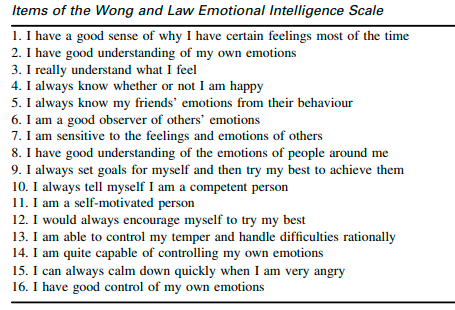 Items of the Wong and Law Emotional Intelligence Scale
1. I have a good sense of why I have certain feelings most of the time
2. I have good understanding of my own emotions
3. I really understand what I feel
4. I always know whether or not I am happy
5. I always know my friends' emotions from their behaviour
6. I am a good observer of others' emotions
7. I am sensitive to the feelings and emotions of others
8. I have good understanding of the emotions of people around me
9. I always set goals for myself and then try my best to achieve them
10. I always tell myself I am a competent person
11. I am a self-motivated person
12. I would always encourage myself to try my best
13. I am able to control my temper and handle difficulties rationally
14. I am quite capable of controlling my own emotions
15. I can always calm down quickly when I am very angry
16. I have good control of my own emotions